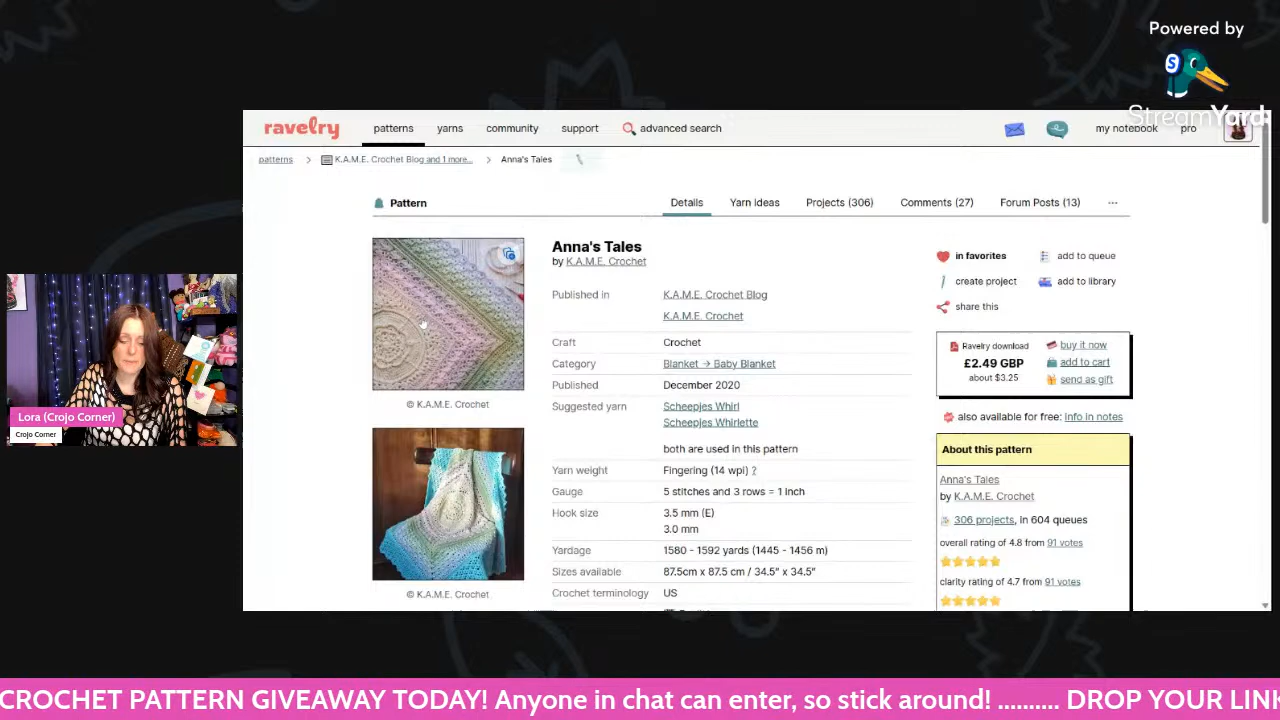 Powered by
S
StreamYard
ravelry patterns yarns community support advanced search my notebook pro
patterns > K.A.M.E. Crochet Blog and 1 more... > Anna's Tales
Pattern Details Yarn ideas Projects (306) Comments (27) Forum Posts (13) ...
Anna's Tales
by K.A.M.E. Crochet
Published in K.A.M.E. Crochet Blog
K.A.M.E. Crochet
Craft Crochet
Category Blanket → Baby Blanket
Published December 2020
Suggested yarn Scheepjes Whirl
Scheepjes Whirlette
both are used in this pattern
Yarn weight Fingering (14 wpi) ?
Gauge 5 stitches and 3 rows = 1 inch
Hook size 3.5 mm (E)
3.0 mm
Yardage 1580 - 1592 yards (1445 - 1456 m)
Sizes available 87.5cm x 87.5 cm / 34.5" x 34.5"
Crochet terminology US
© K.A.M.E. Crochet
© K.A.M.E. Crochet
in favorites add to queue
create project add to library
share this
Ravelry download
£2.49 GBP
about $3.25
buy it now
add to cart
send as gift
also available for free: info in notes
About this pattern
Anna's Tales
by K.A.M.E. Crochet
306 projects, in 604 queues
overall rating of 4.8 from 91 votes
clarity rating of 4.7 from 91 votes
Lora (Crojo Corner)
Crojo Corner
CROCHET PATTERN GIVEAWAY TODAY! Anyone in chat can enter, so stick around! .......... DROP YOUR LINK